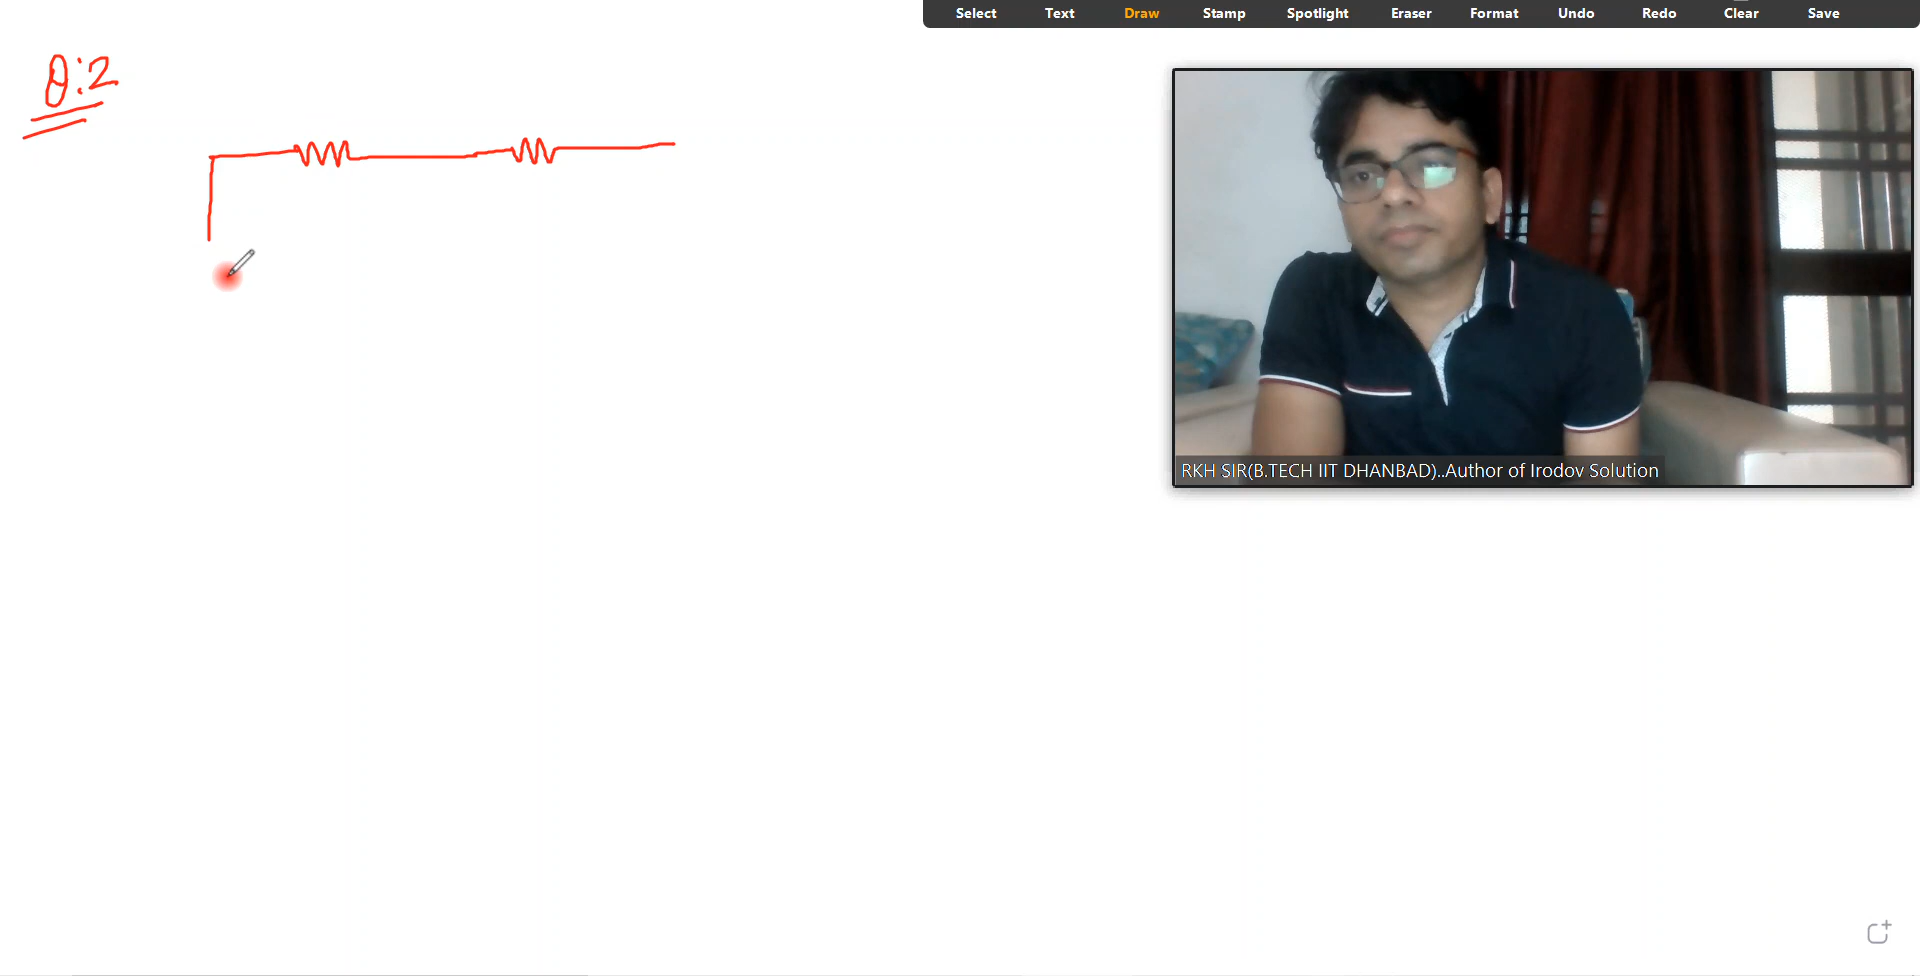 Select Text Draw Stamp Spotlight Eraser Format Undo Redo Clear Save
Q:2
RKH SIR(B.TECH IIT DHANBAD)..Author of Irodov Solution